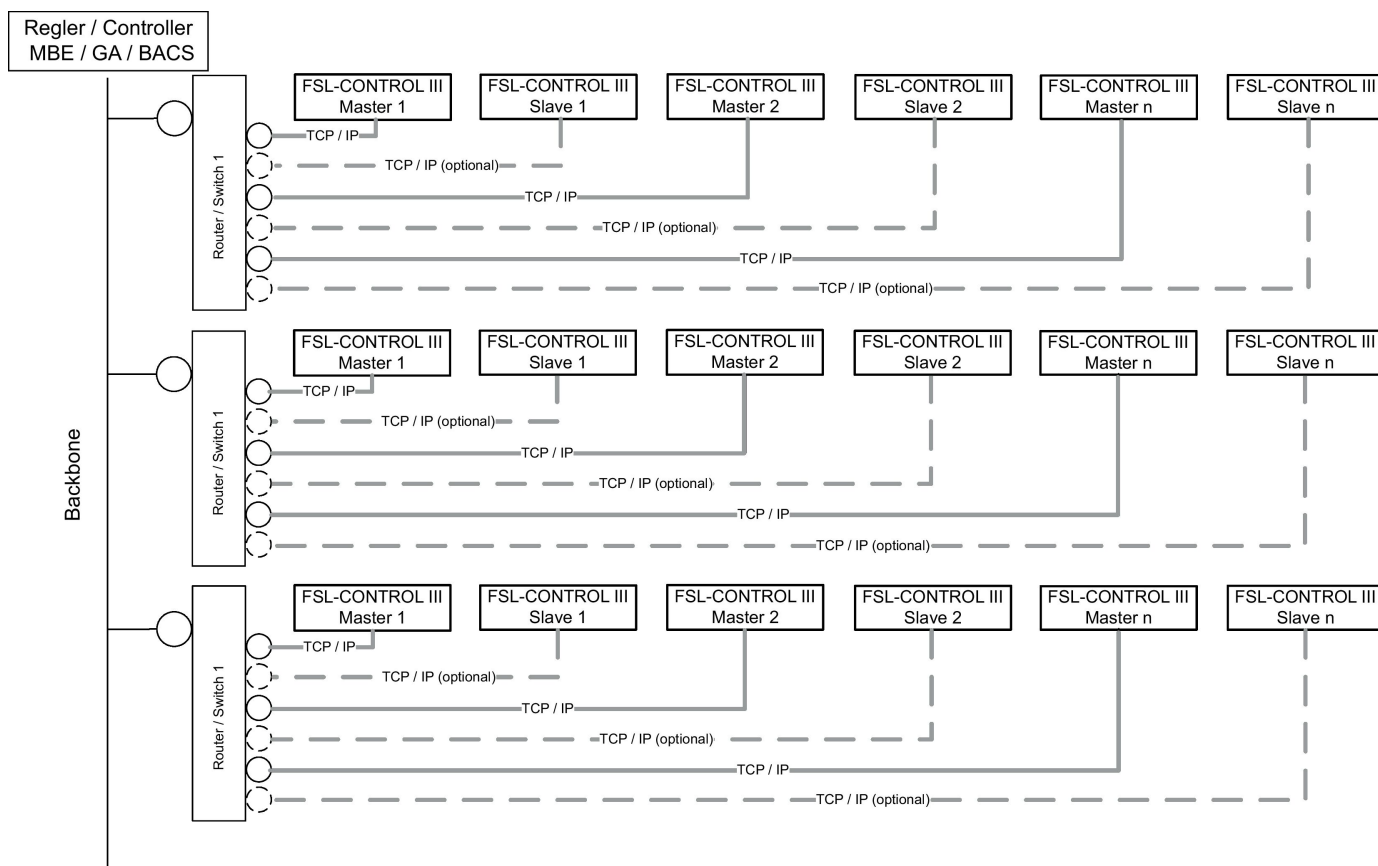 Regler / Controller
MBE / GA / BACS
Backbone
Router / Switch 1
FSL-CONTROL III
Master 1
FSL-CONTROL III
Slave 1
FSL-CONTROL III
Master 2
FSL-CONTROL III
Slave 2
FSL-CONTROL III
Master n
FSL-CONTROL III
Slave n
TCP / IP
TCP / IP (optional)
TCP / IP
TCP / IP (optional)
TCP / IP
TCP / IP (optional)
Router / Switch 1
FSL-CONTROL III
Master 1
FSL-CONTROL III
Slave 1
FSL-CONTROL III
Master 2
FSL-CONTROL III
Slave 2
FSL-CONTROL III
Master n
FSL-CONTROL III
Slave n
TCP / IP
TCP / IP (optional)
TCP / IP
TCP / IP (optional)
TCP / IP
TCP / IP (optional)
Router / Switch 1
FSL-CONTROL III
Master 1
FSL-CONTROL III
Slave 1
FSL-CONTROL III
Master 2
FSL-CONTROL III
Slave 2
FSL-CONTROL III
Master n
FSL-CONTROL III
Slave n
TCP / IP
TCP / IP (optional)
TCP / IP
TCP / IP (optional)
TCP / IP
TCP / IP (optional)